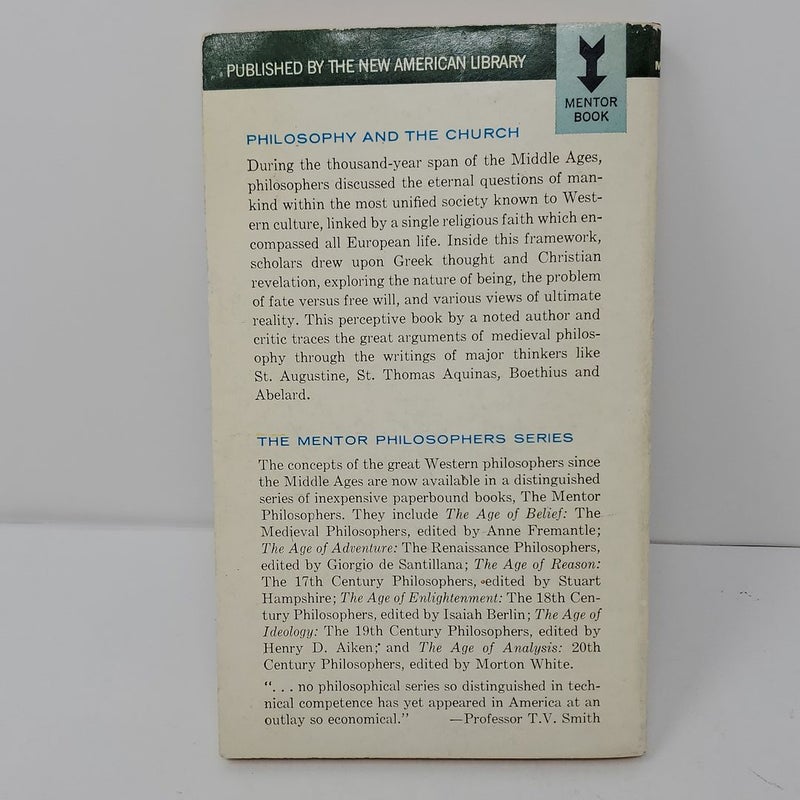 PUBLISHED BY THE NEW AMERICAN LIBRARY
MENTOR
BOOK
PHILOSOPHY AND THE CHURCH
During the thousand-year span of the Middle Ages,
philosophers discussed the eternal questions of man-
kind within the most unified society known to West-
ern culture, linked by a single religious faith which en-
compassed all European life. Inside this framework,
scholars drew upon Greek thought and Christian
revelation, exploring the nature of being, the problem
of fate versus free will, and various views of ultimate
reality. This perceptive book by a noted author and
critic traces the great arguments of medieval philos-
ophy through the writings of major thinkers like
St. Augustine, St. Thomas Aquinas, Boethius and
Abelard.
THE MENTOR PHILOSOPHERS SERIES
The concepts of the great Western philosophers since
the Middle Ages are now available in a distinguished
series of inexpensive paperbound books, The Mentor
Philosophers. They include The Age of Belief: The
Medieval Philosophers, edited by Anne Fremantle;
The Age of Adventure: The Renaissance Philosophers,
edited by Giorgio de Santillana; The Age of Reason:
The 17th Century Philosophers, edited by Stuart
Hampshire; The Age of Enlightenment: The 18th Cen-
tury Philosophers, edited by Isaiah Berlin; The Age of
Ideology: The 19th Century Philosophers, edited by
Henry D. Aiken; and The Age of Analysis: 20th
Century Philosophers, edited by Morton White.
". . . no philosophical series so distinguished in tech-
nical competence has yet appeared in America at an
outlay so economical." —Professor T.V. Smith